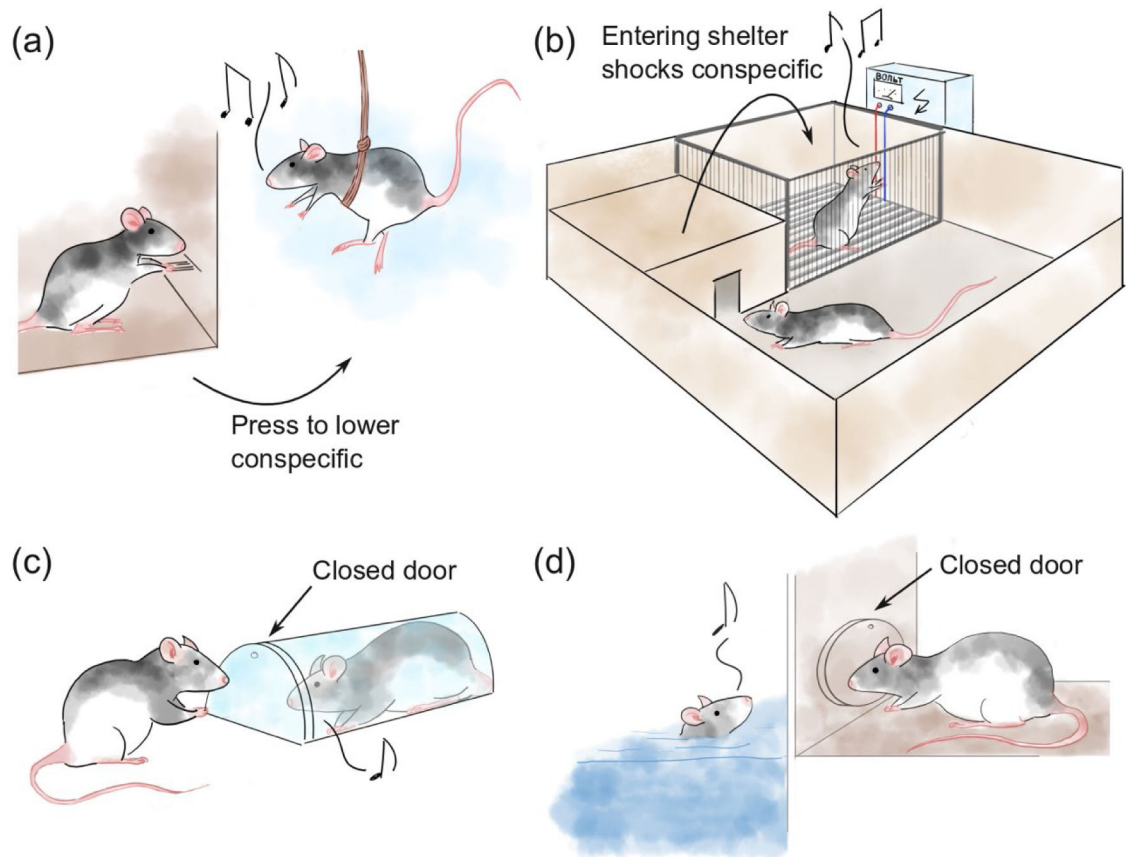 (a)
Press to lower
conspecific
(b)
Entering shelter
shocks conspecific
ВОЛЬТ
(c)
Closed door
(d)
Closed door